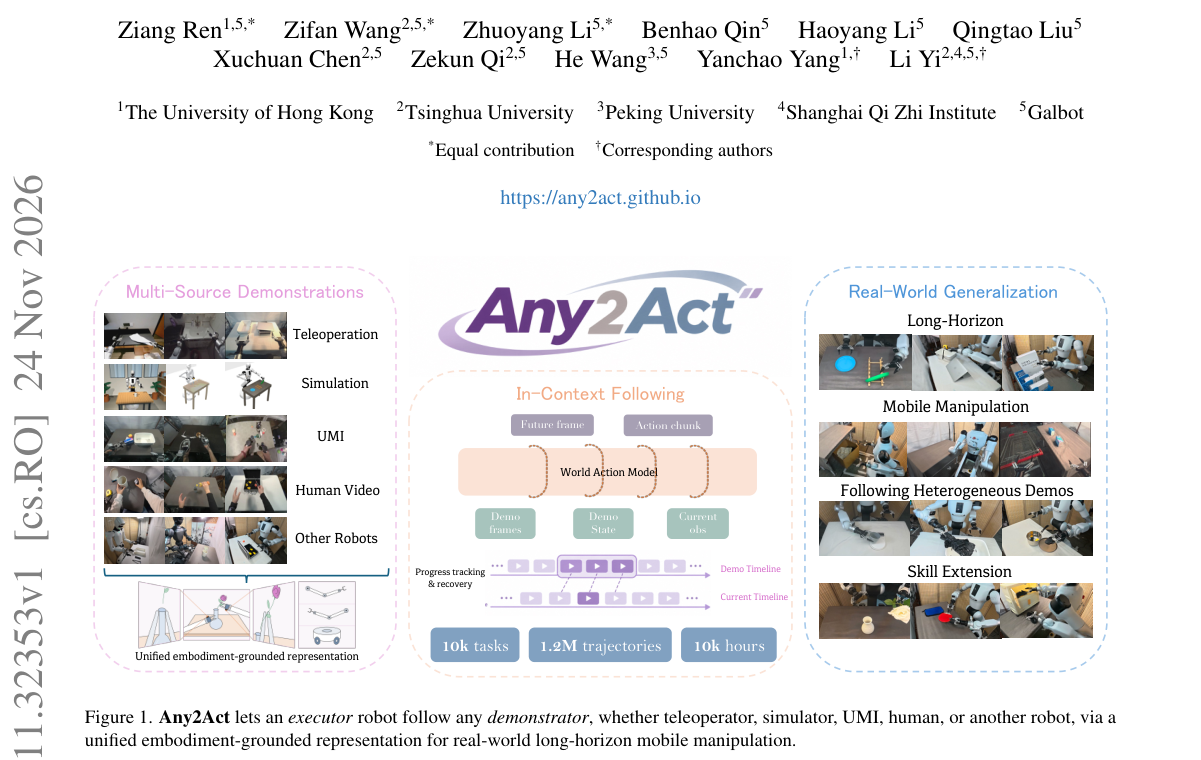 Ziang Ren1,5,* Zifan Wang2,5,* Zhuoyang Li5,* Benhao Qin5 Haoyang Li5 Qingtao Liu5
Xuchuan Chen2,5 Zekun Qi2,5 He Wang3,5 Yanchao Yang1,† Li Yi2,4,5,†
1The University of Hong Kong 2Tsinghua University 3Peking University 4Shanghai Qi Zhi Institute 5Galbot
*Equal contribution †Corresponding authors
https://any2act.github.io
11.32353v1 [cs.RO] 24 Nov 2026
Multi-Source Demonstrations
Teleoperation
Simulation
UMI
Human Video
Other Robots
Unified embodiment-grounded representation
Any2Act
In-Context Following
Future frame
Action chunk
World Action Model
Demo
frames
Demo
State
Current
obs
Progress tracking
& recovery
Demo Timeline
Current Timeline
10k tasks
1.2M trajectories
10k hours
Real-World Generalization
Long-Horizon
Mobile Manipulation
Following Heterogeneous Demos
Skill Extension
Figure 1. Any2Act lets an executor robot follow any demonstrator, whether teleoperator, simulator, UMI, human, or another robot, via a
unified embodiment-grounded representation for real-world long-horizon mobile manipulation.